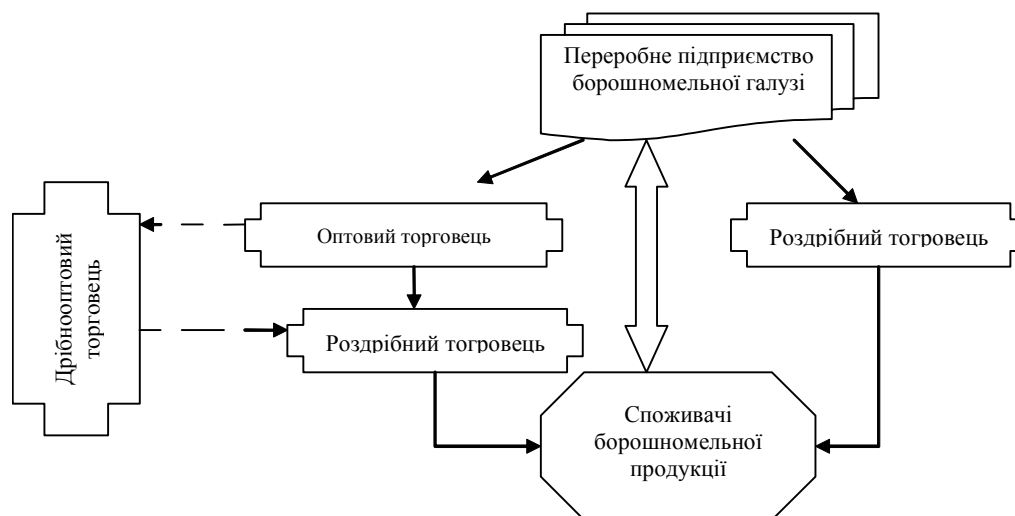 Переробне підприємство
борошномельної галузі
Оптовий торговець
Роздрібний тогровець
Дрібнооптовий
торговець
Роздрібний тогровець
Споживачі
борошномельної
продукції